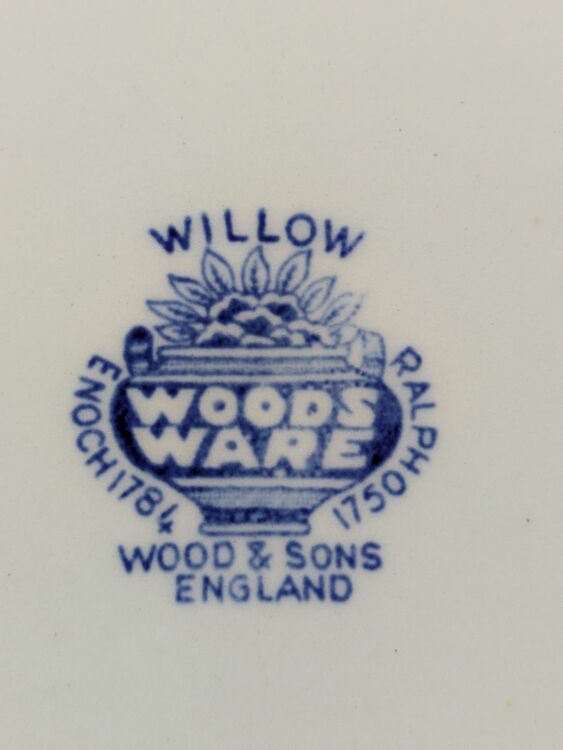 WILLOW
ENOCH 1784
RALPH 1750
WOODS
WARE
WOOD & SONS
ENGLAND